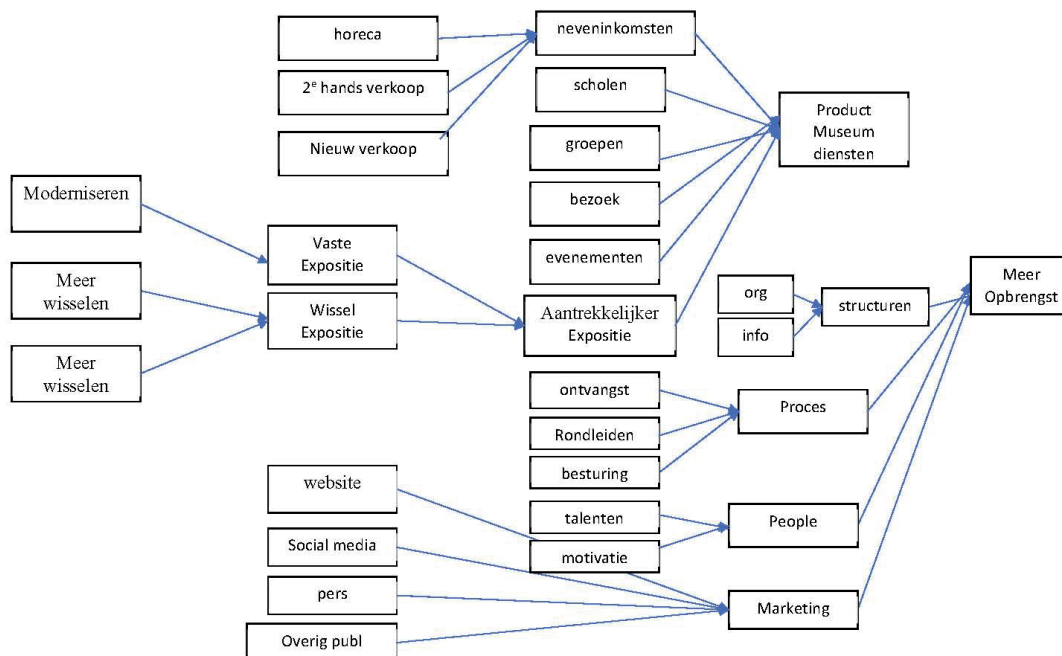 horeca
2e hands verkoop
Nieuw verkoop
neveninkomsten
scholen
groepen
bezoek
evenementen
Product
Museum
diensten
Moderniseren
Meer
wisselen
Meer
wisselen
Vaste
Expositie
Wissel
Expositie
Aantrekkelijker
Expositie
org
info
structuren
Meer
Opbrengst
ontvangst
Rondleiden
besturing
Proces
talenten
motivatie
People
website
Social media
pers
Overig publ
Marketing